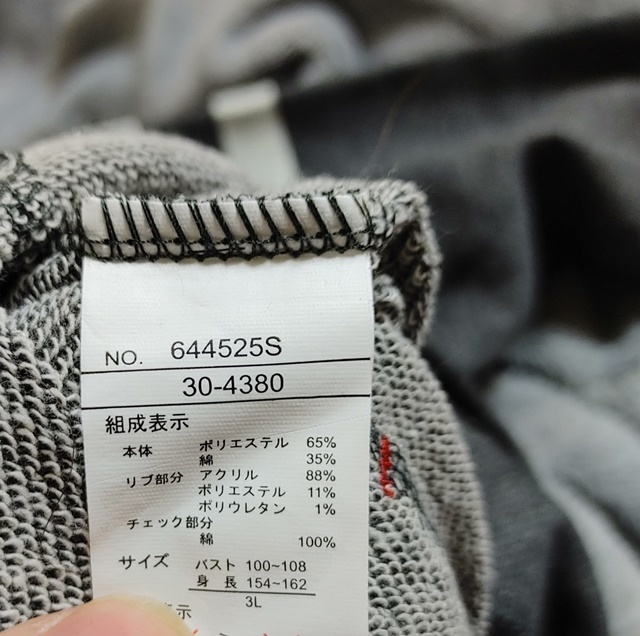 NO. 644525S
30-4380
組成表示
本体 ポリエステル 65%
綿 35%
リブ部分 アクリル 88%
ポリエステル 11%
ポリウレタン 1%
チェック部分
綿 100%
サイズ バスト 100~108
身 長 154~162
3L
表示